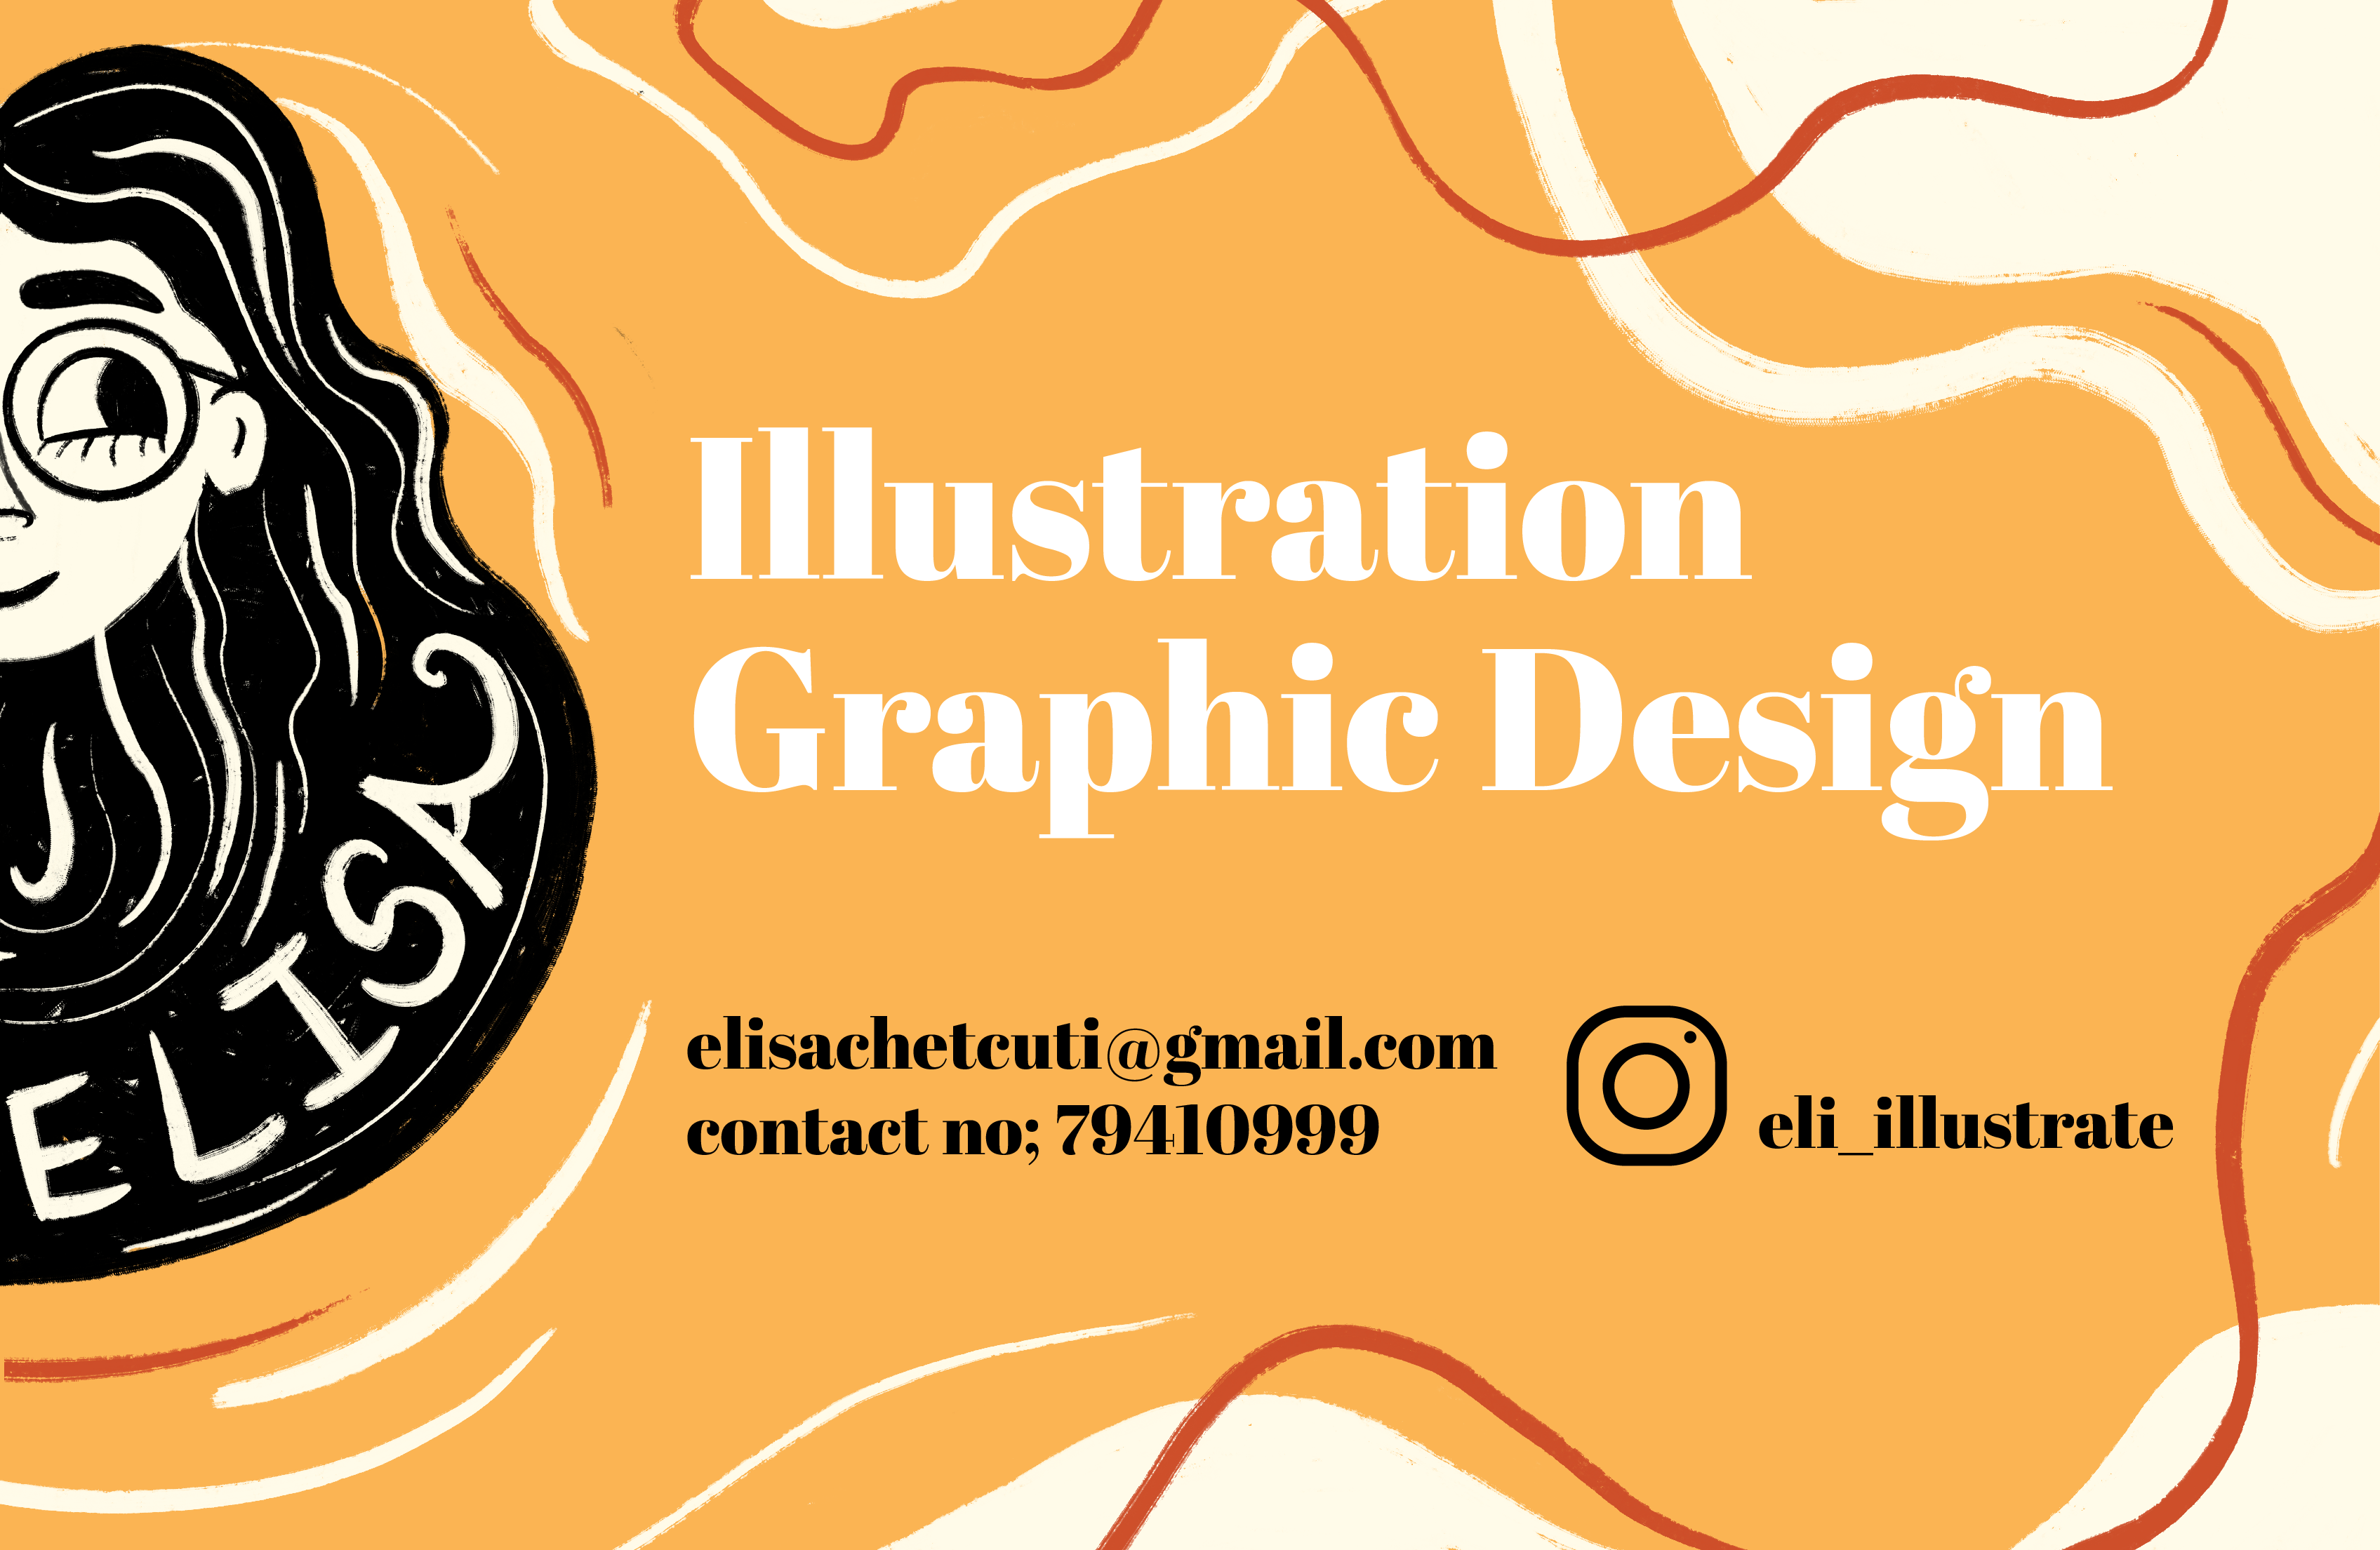 ELISA
Illustration
Graphic Design
elisachetcuti@gmail.com
contact no; 79410999
eli_illustrate